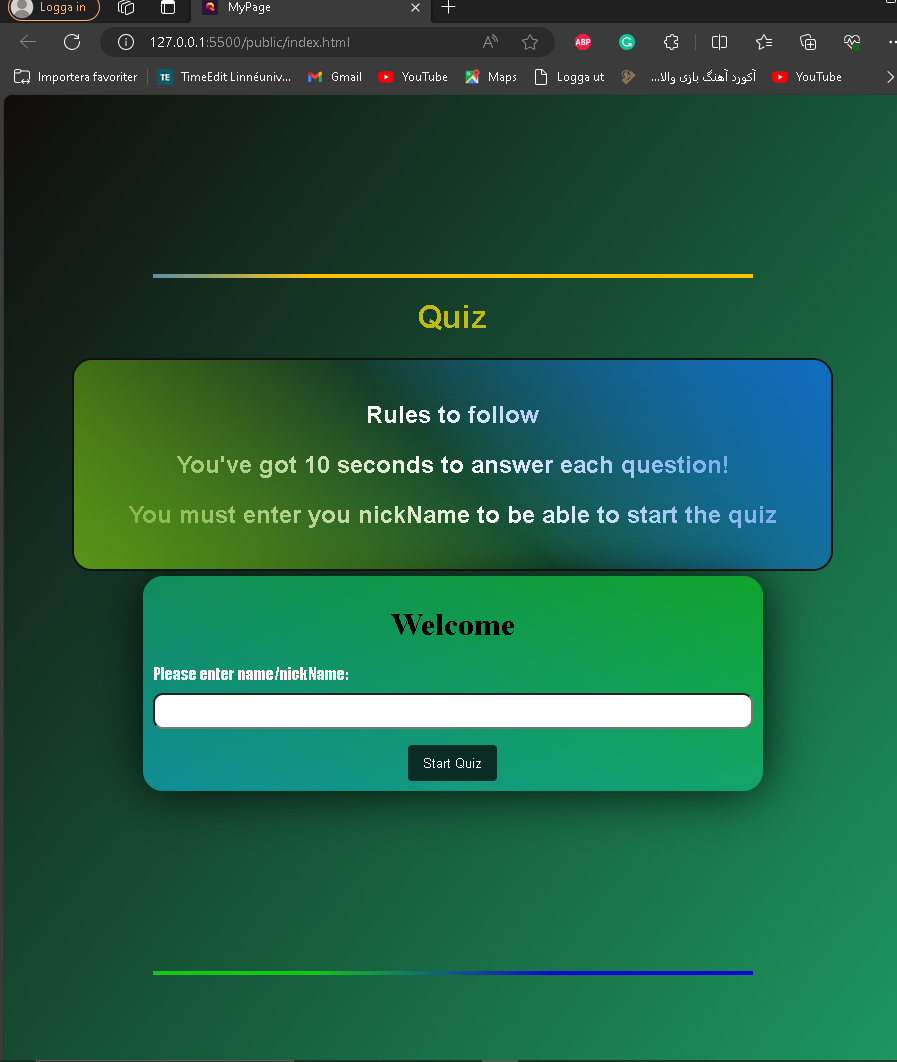 Logga in
MyPage
127.0.0.1:5500/public/index.html
ABP
Importera favoriter
TE TimeEdit Linnéuniv...
Gmail
YouTube
Maps
Logga ut
آکورد آهنگ بازی والا...
YouTube
Quiz
Rules to follow
You've got 10 seconds to answer each question!
You must enter you nickName to be able to start the quiz
Welcome
Please enter name/nickName:
Start Quiz